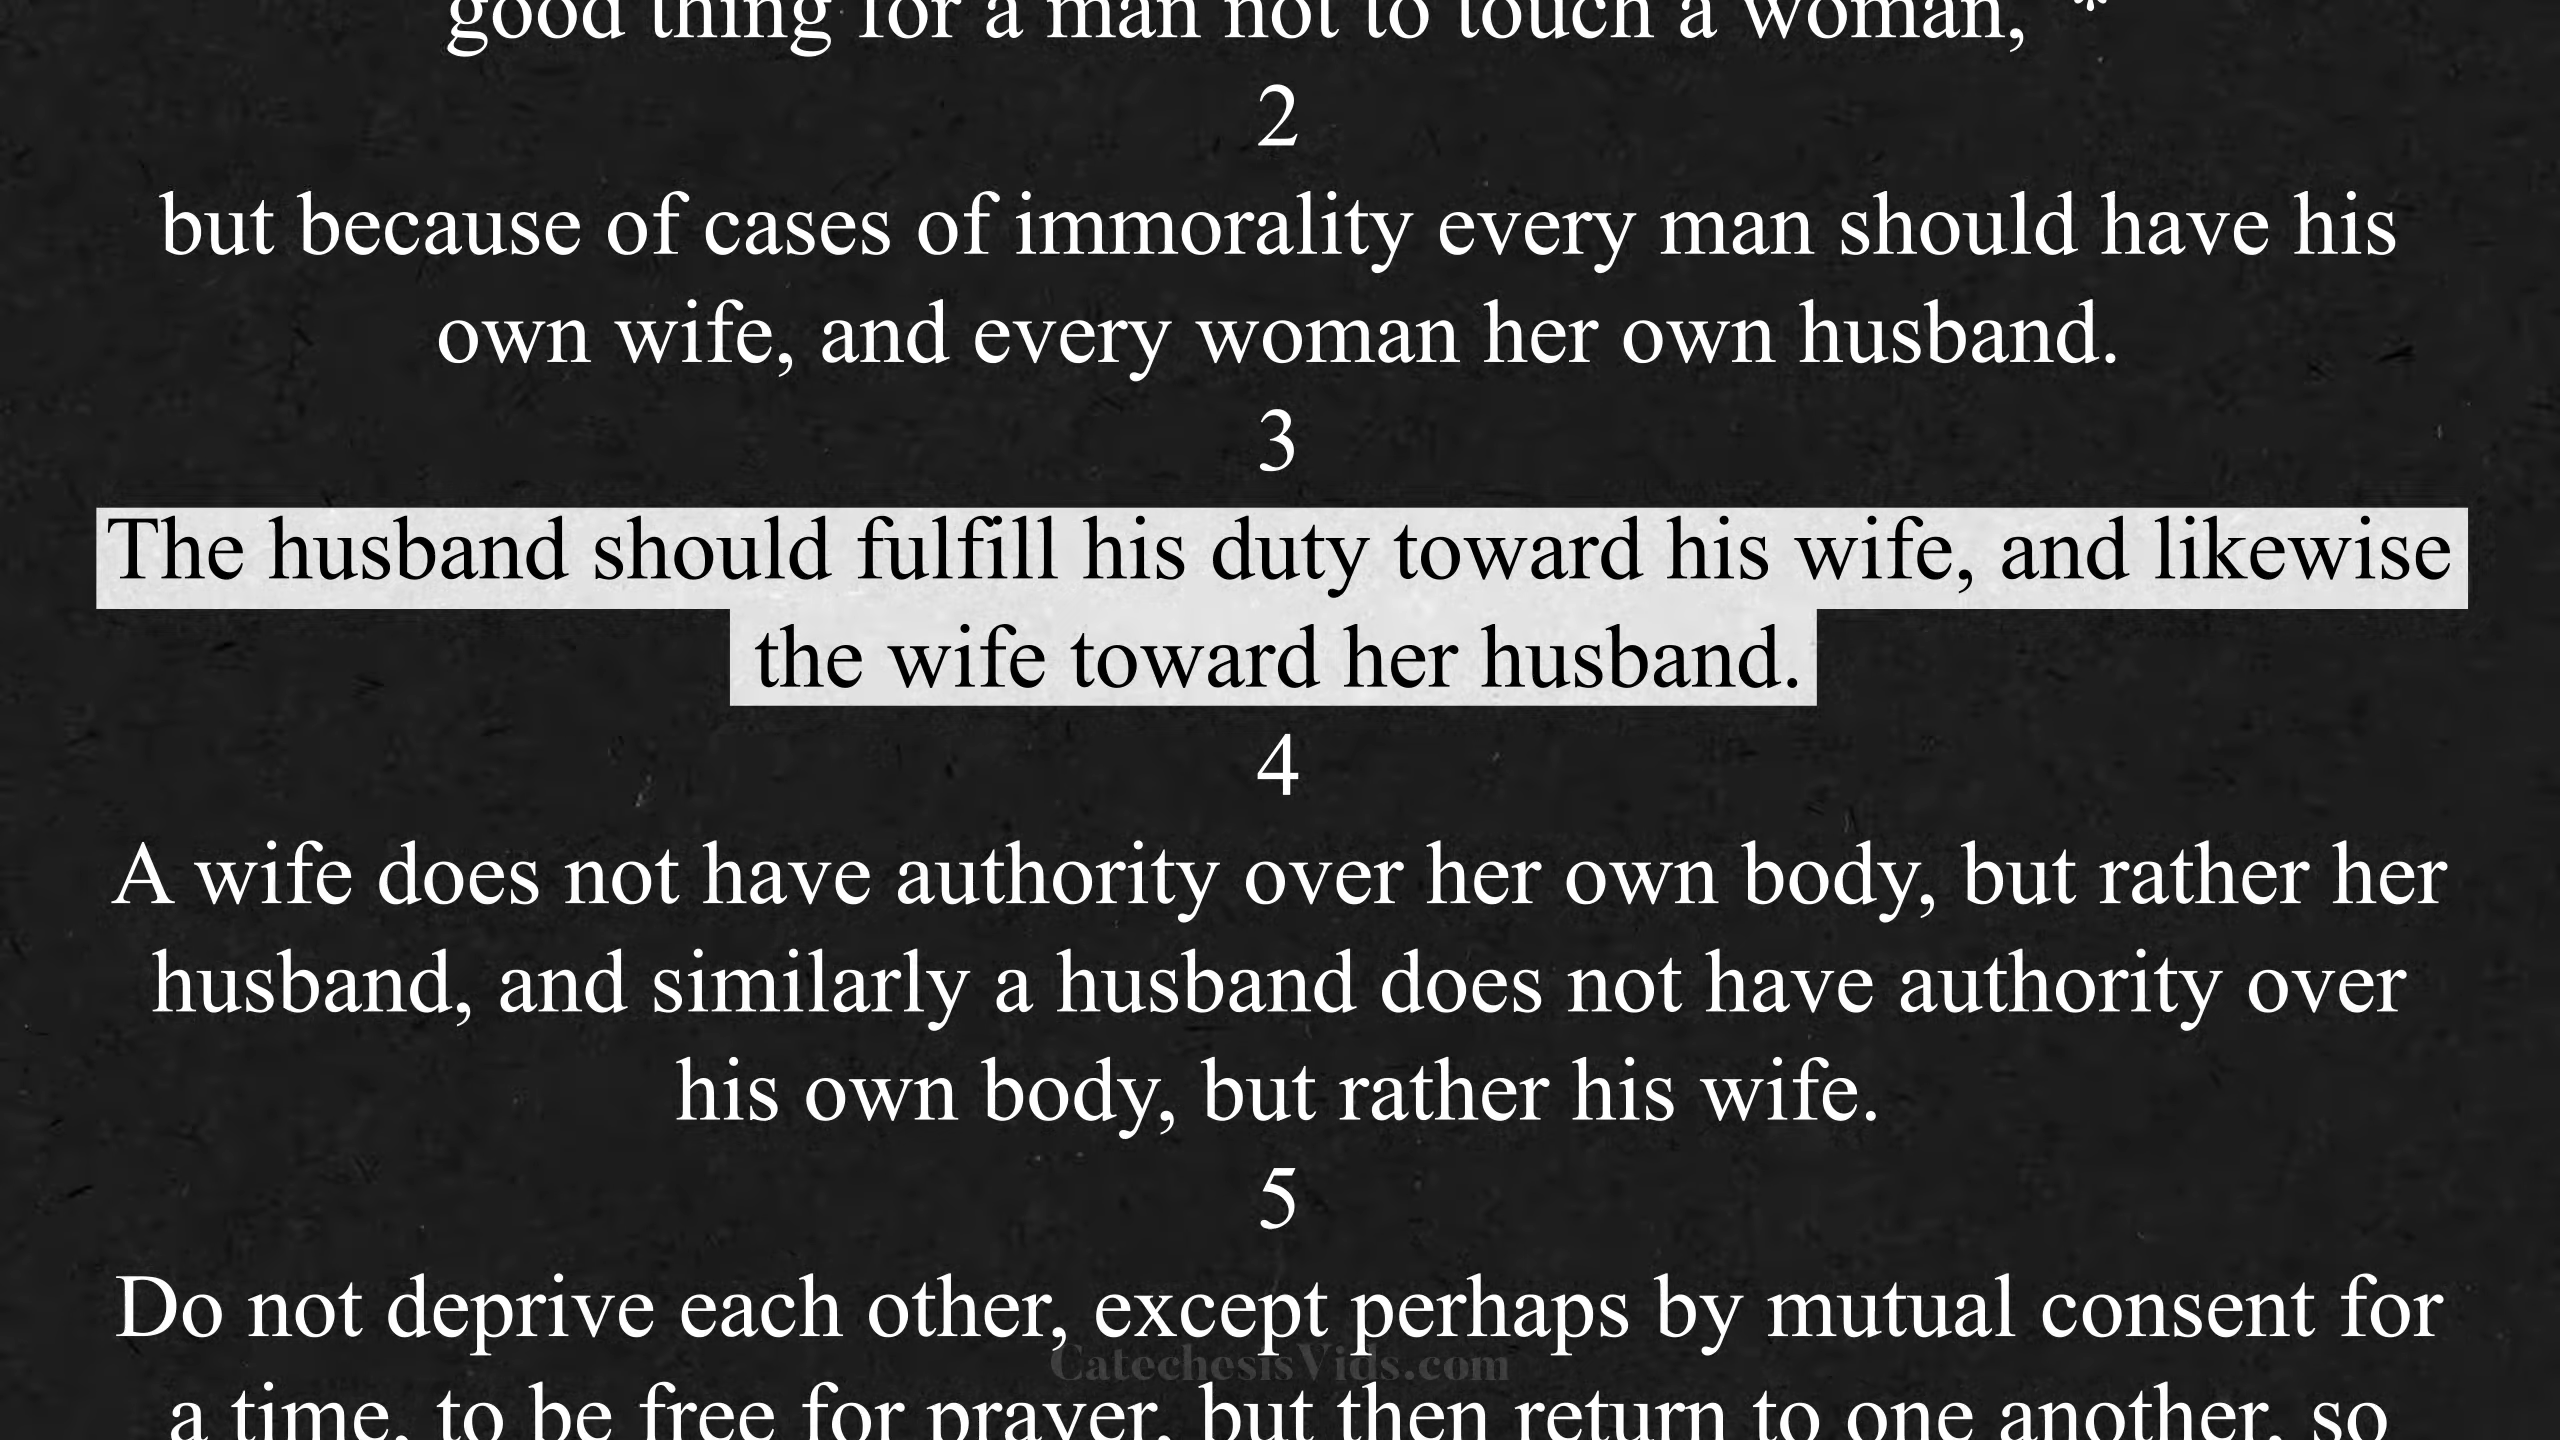 good thing for a man not to touch a woman," *
2
but because of cases of immorality every man should have his
own wife, and every woman her own husband.
3
The husband should fulfill his duty toward his wife, and likewise
the wife toward her husband.
4
A wife does not have authority over her own body, but rather her
husband, and similarly a husband does not have authority over
his own body, but rather his wife.
5
Do not deprive each other, except perhaps by mutual consent for
CatechesisVids.com
a time, to be free for prayer, but then return to one another, so